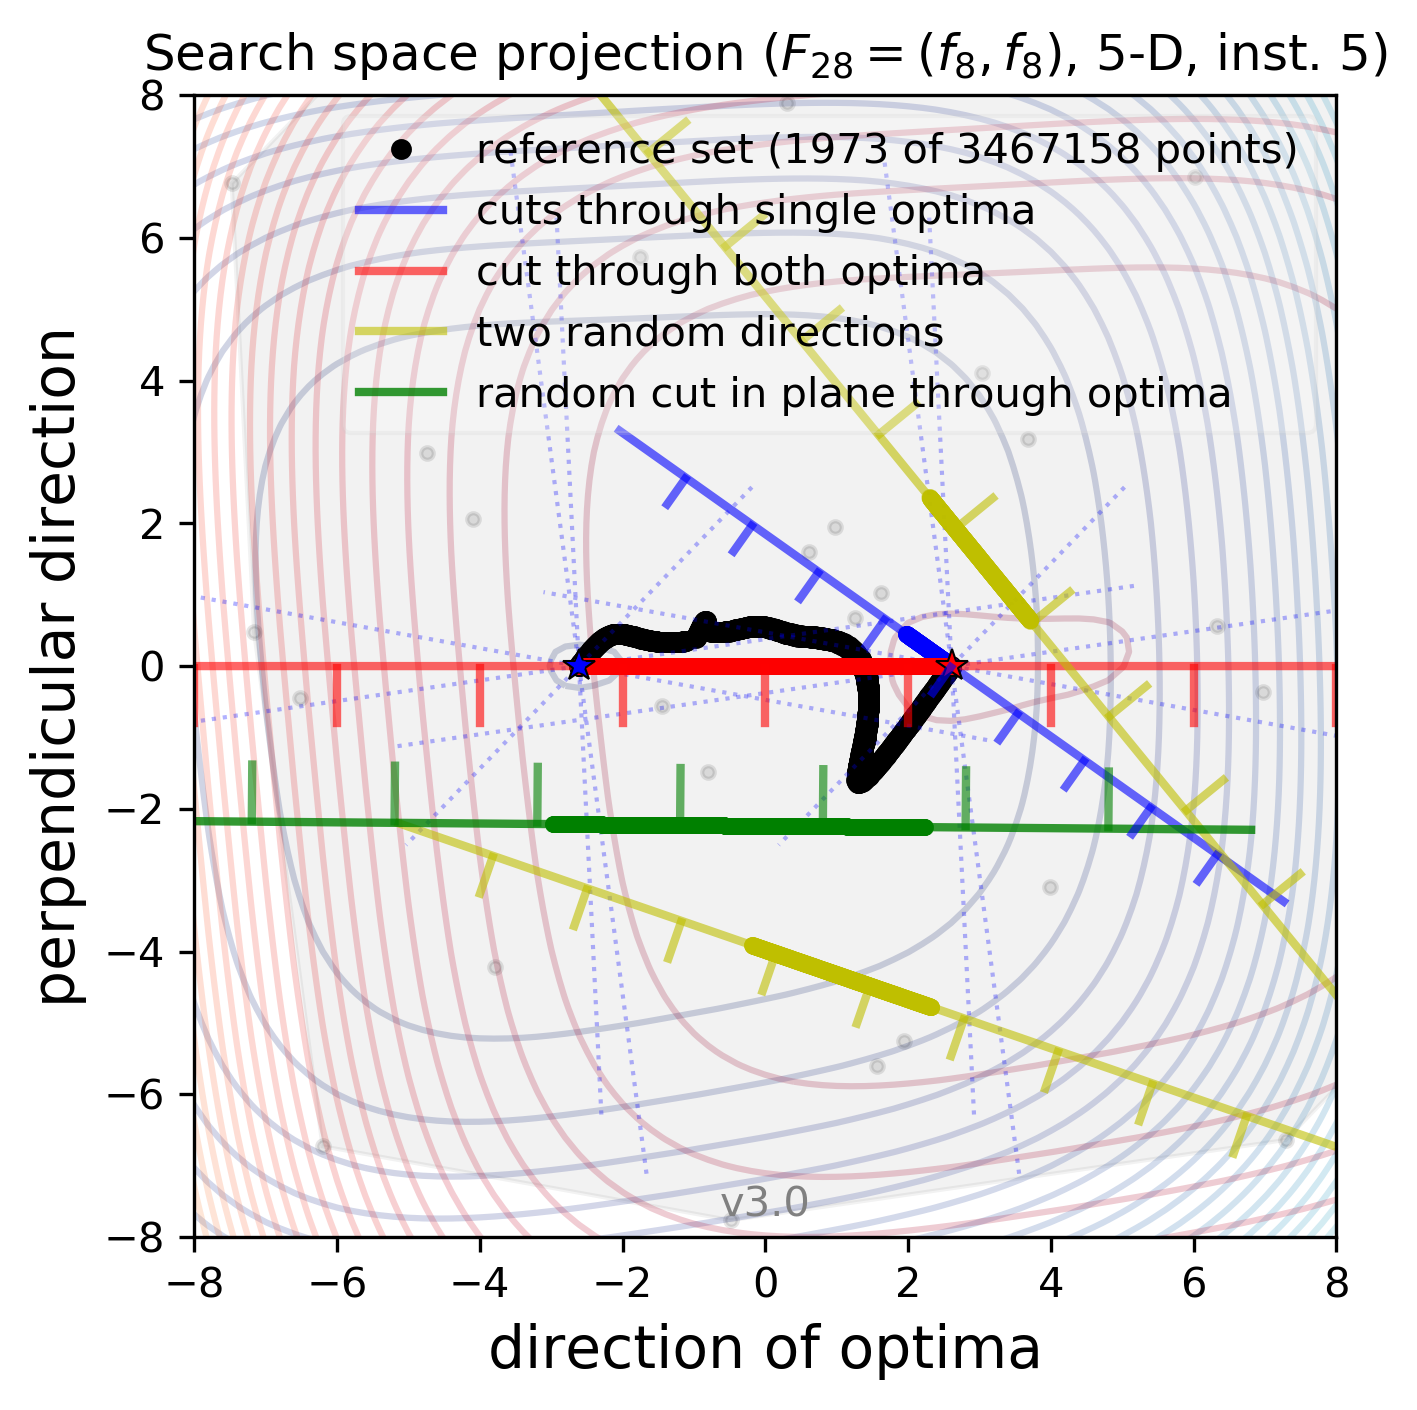 Search space projection (F₂₈ = (f₈, f₈), 5-D, inst. 5)
reference set (1973 of 3467158 points)
cuts through single optima
cut through both optima
two random directions
random cut in plane through optima
perpendicular direction
8
6
4
2
0
−2
−4
−6
−8
v3.0
−8 −6 −4 −2 0 2 4 6 8
direction of optima